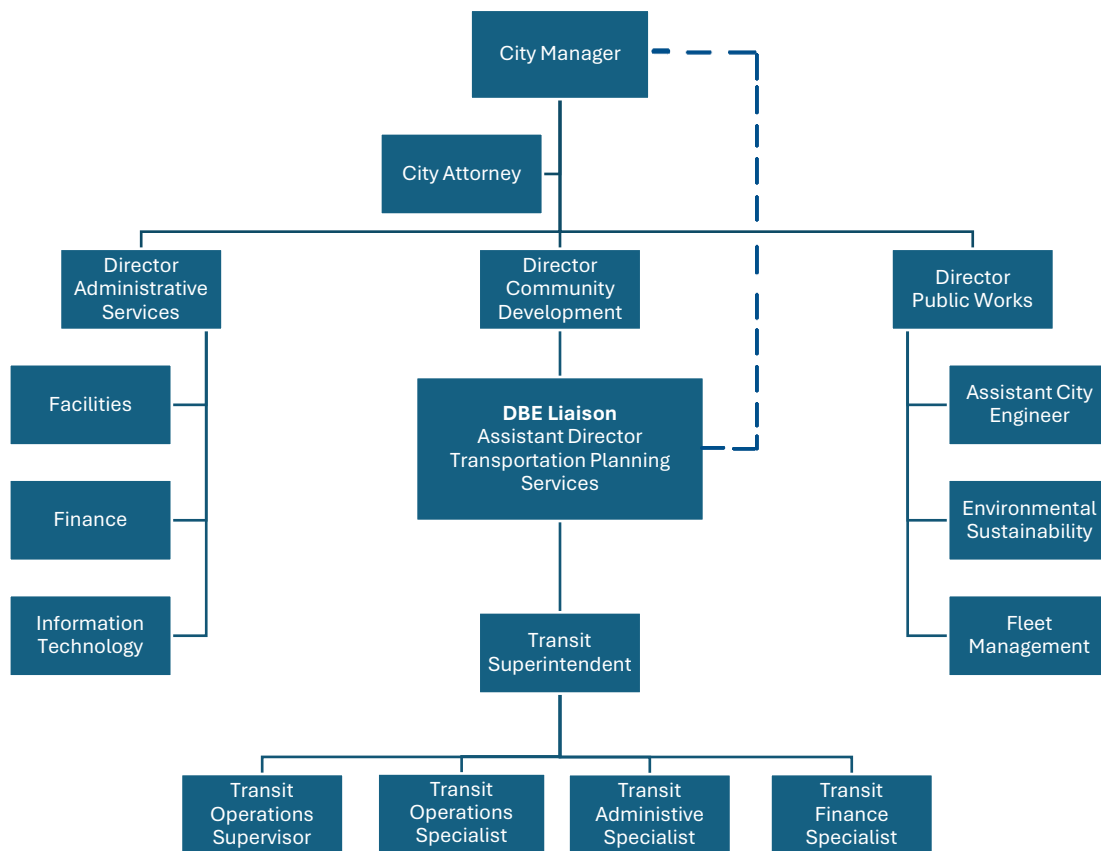 City Manager
City Attorney
Director
Administrative
Services
Director
Community
Development
Director
Public Works
Facilities
DBE Liaison
Assistant Director
Transportation Planning
Services
Assistant City
Engineer
Finance
Environmental
Sustainability
Information
Technology
Transit
Superintendent
Fleet
Management
Transit
Operations
Supervisor
Transit
Operations
Specialist
Transit
Administive
Specialist
Transit
Finance
Specialist